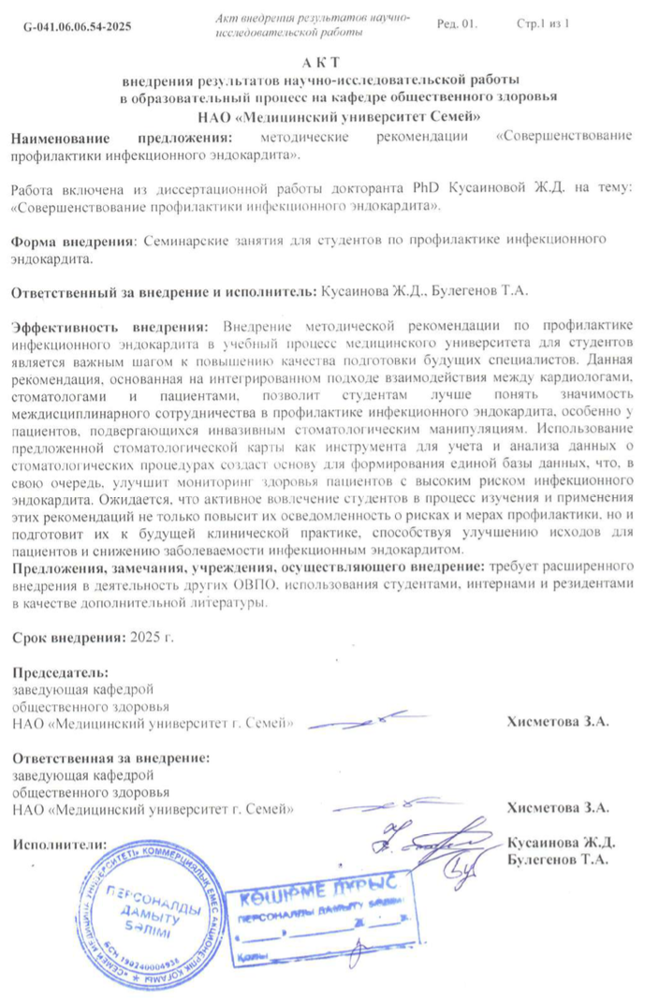 G-041.06.06.54-2025
Акт внедрения результатов научно-
исследовательской работы
Ред. 01.
Стр.1 из 1
А К Т
внедрения результатов научно-исследовательской работы
в образовательный процесс на кафедре общественного здоровья
НАО «Медицинский университет Семей»
Наименование предложения: методические рекомендации «Совершенствование
профилактики инфекционного эндокардита».
Работа включена из диссертационной работы докторанта PhD Кусаиновой Ж.Д. на тему:
«Совершенствование профилактики инфекционного эндокардита».
Форма внедрения: Семинарские занятия для студентов по профилактике инфекционного
эндокардита.
Ответственный за внедрение и исполнитель: Кусаинова Ж.Д., Булегенов Т.А.
Эффективность внедрения: Внедрение методической рекомендации по профилактике
инфекционного эндокардита в учебный процесс медицинского университета для студентов
является важным шагом к повышению качества подготовки будущих специалистов. Данная
рекомендация, основанная на интегрированном подходе взаимодействия между кардиологами,
стоматологами и пациентами, позволит студентам лучше понять значимость
междисциплинарного сотрудничества в профилактике инфекционного эндокардита, особенно у
пациентов, подвергающихся инвазивным стоматологическим манипуляциям. Использование
предложенной стоматологической карты как инструмента для учета и анализа данных о
стоматологических процедурах создаст основу для формирования единой базы данных, что, в
свою очередь, улучшит мониторинг здоровья пациентов с высоким риском инфекционного
эндокардита. Ожидается, что активное вовлечение студентов в процесс изучения и применения
этих рекомендаций не только повысит их осведомленность о рисках и мерах профилактики, но и
подготовит их к будущей клинической практике, способствуя улучшению исходов для
пациентов и снижению заболеваемости инфекционным эндокардитом.
Предложения, замечания, учреждения, осуществляющего внедрение: требует расширенного
внедрения в деятельность других ОВПО, использования студентами, интернами и резидентами
в качестве дополнительной литературы.
Срок внедрения: 2025 г.
Председатель:
заведующая кафедрой
общественного здоровья
НАО «Медицинский университет г. Семей»
Хисметова З.А.
Ответственная за внедрение:
заведующая кафедрой
общественного здоровья
НАО «Медицинский университет г. Семей»
Хисметова З.А.
Исполнители:
Кусаинова Ж.Д.
Булегенов Т.А.
«СЕМЕЙ МЕДИЦИНА УНИВЕРСИТЕТІ» КОММЕРЦИЯЛЫҚ ЕМЕС АКЦИОНЕРЛІК ҚОҒАМЫ
ПЕРСОНАЛДЫ
ДАМЫТУ
БӨЛІМІ
БСН 190240004938
КӨШІРМЕ ДҰРЫС
ПЕРСОНАЛДЫ ДАМЫТУ БӨЛІМІ
Қолы